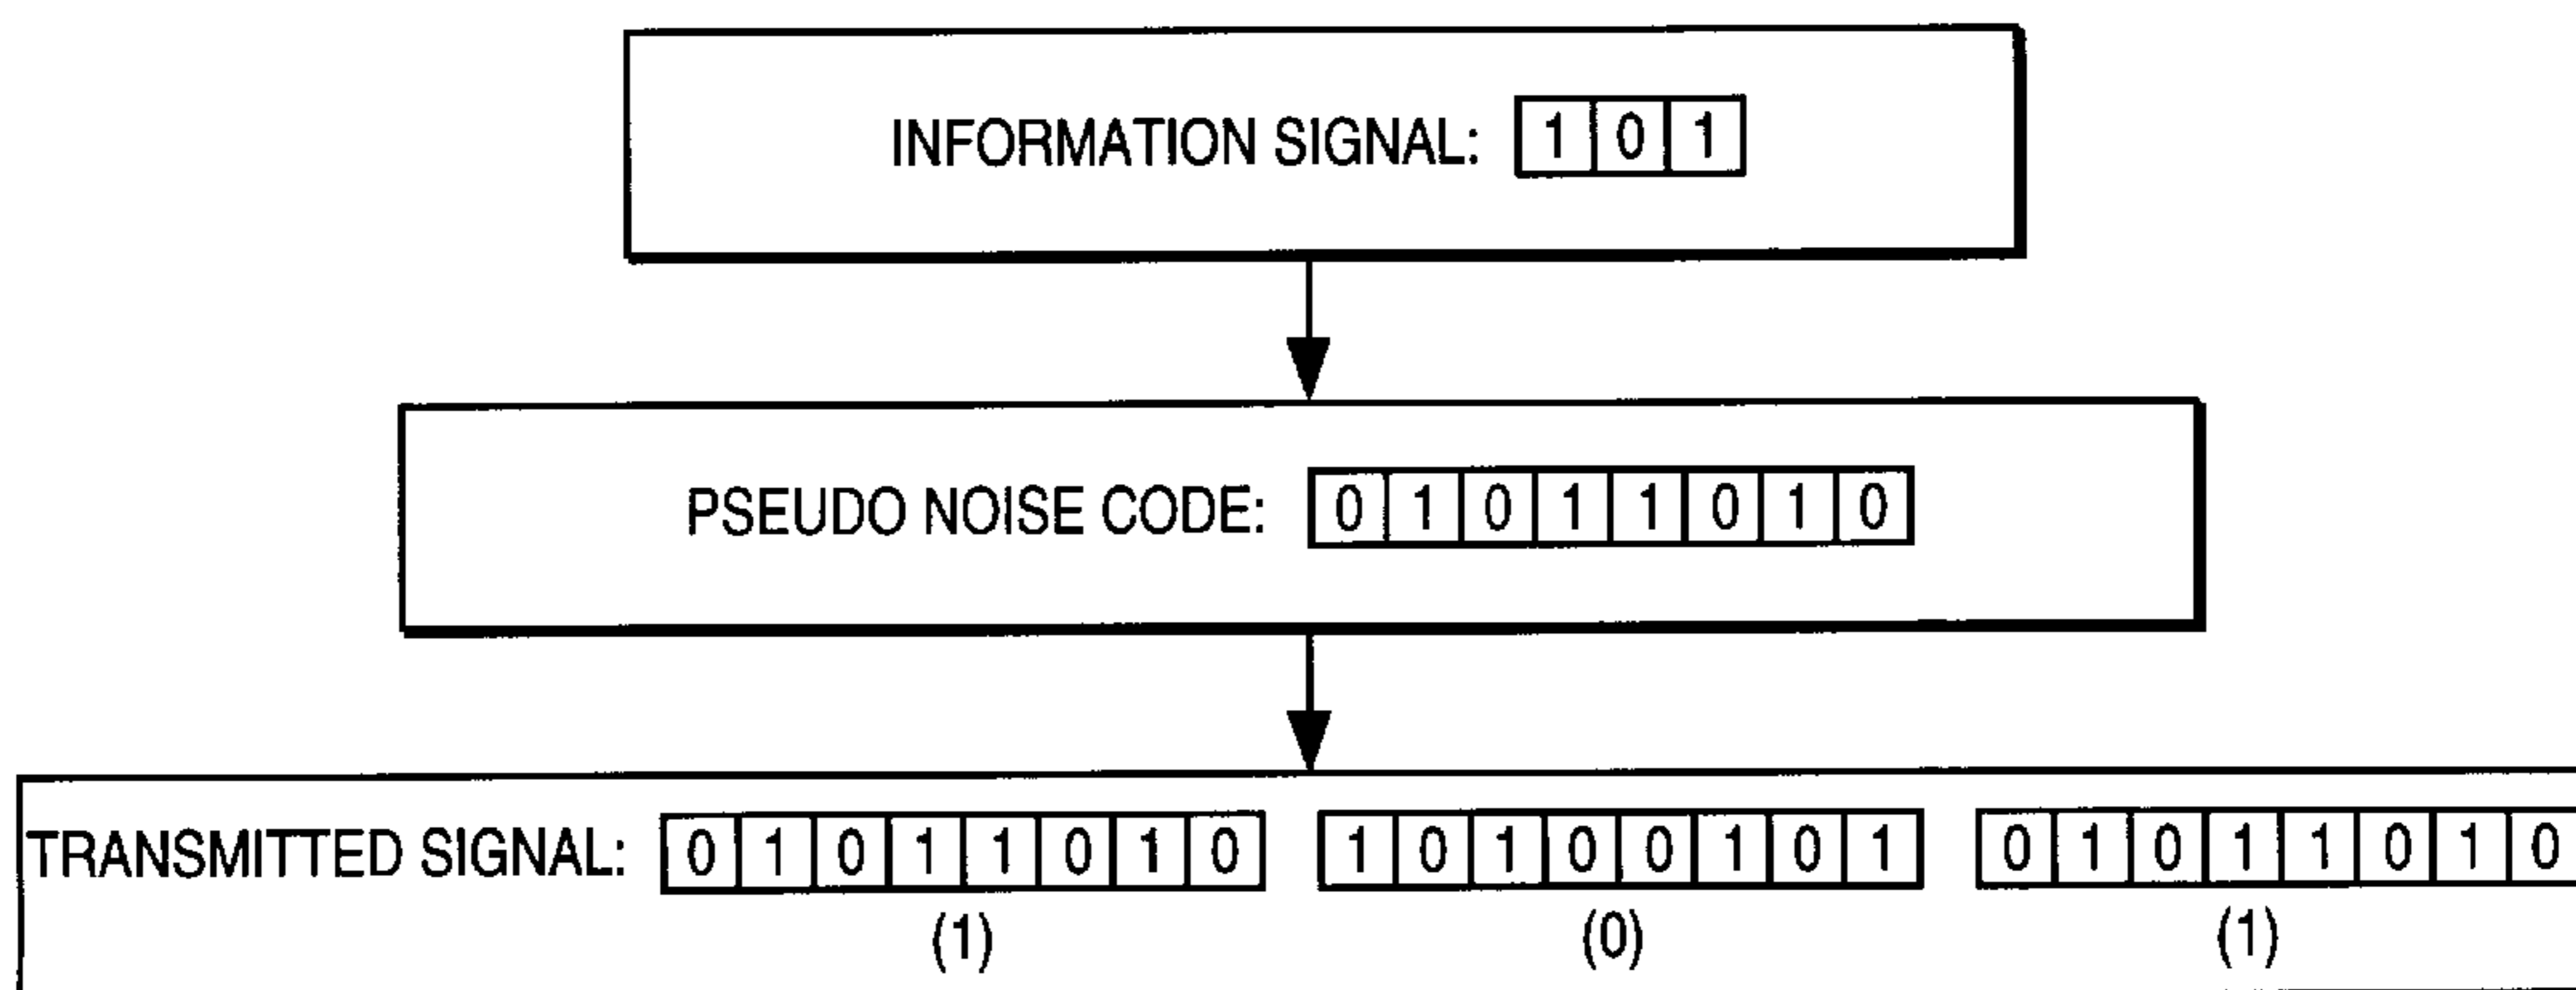 INFORMATION SIGNAL: 1 0 1
PSEUDO NOISE CODE: 0 1 0 1 1 0 1 0
TRANSMITTED SIGNAL: 0 1 0 1 1 0 1 0 1 0 1 0 0 1 0 1 0 1 0 1 1 0 1 0
(1) (0) (1)